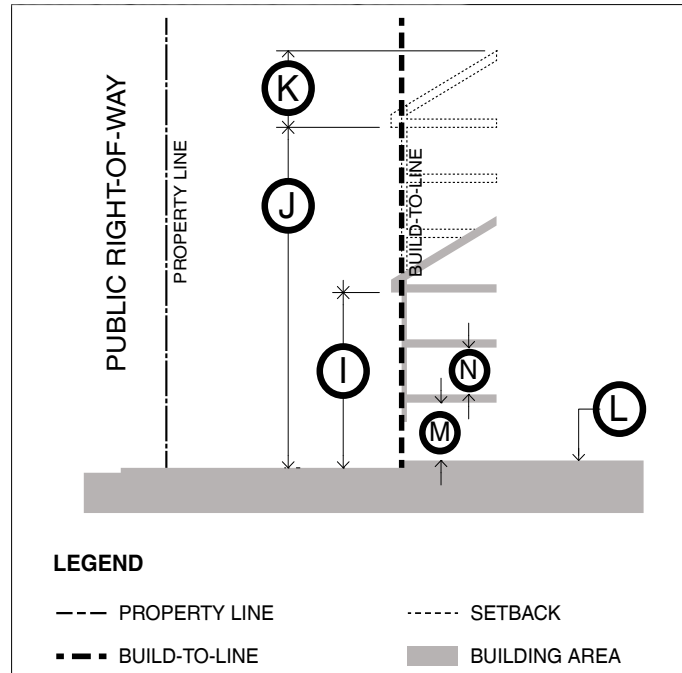 K
PUBLIC RIGHT-OF-WAY
PROPERTY LINE
BUILD-TO-LINE
J
I
N
M
L
LEGEND
PROPERTY LINE
SETBACK
BUILD-TO-LINE
BUILDING AREA